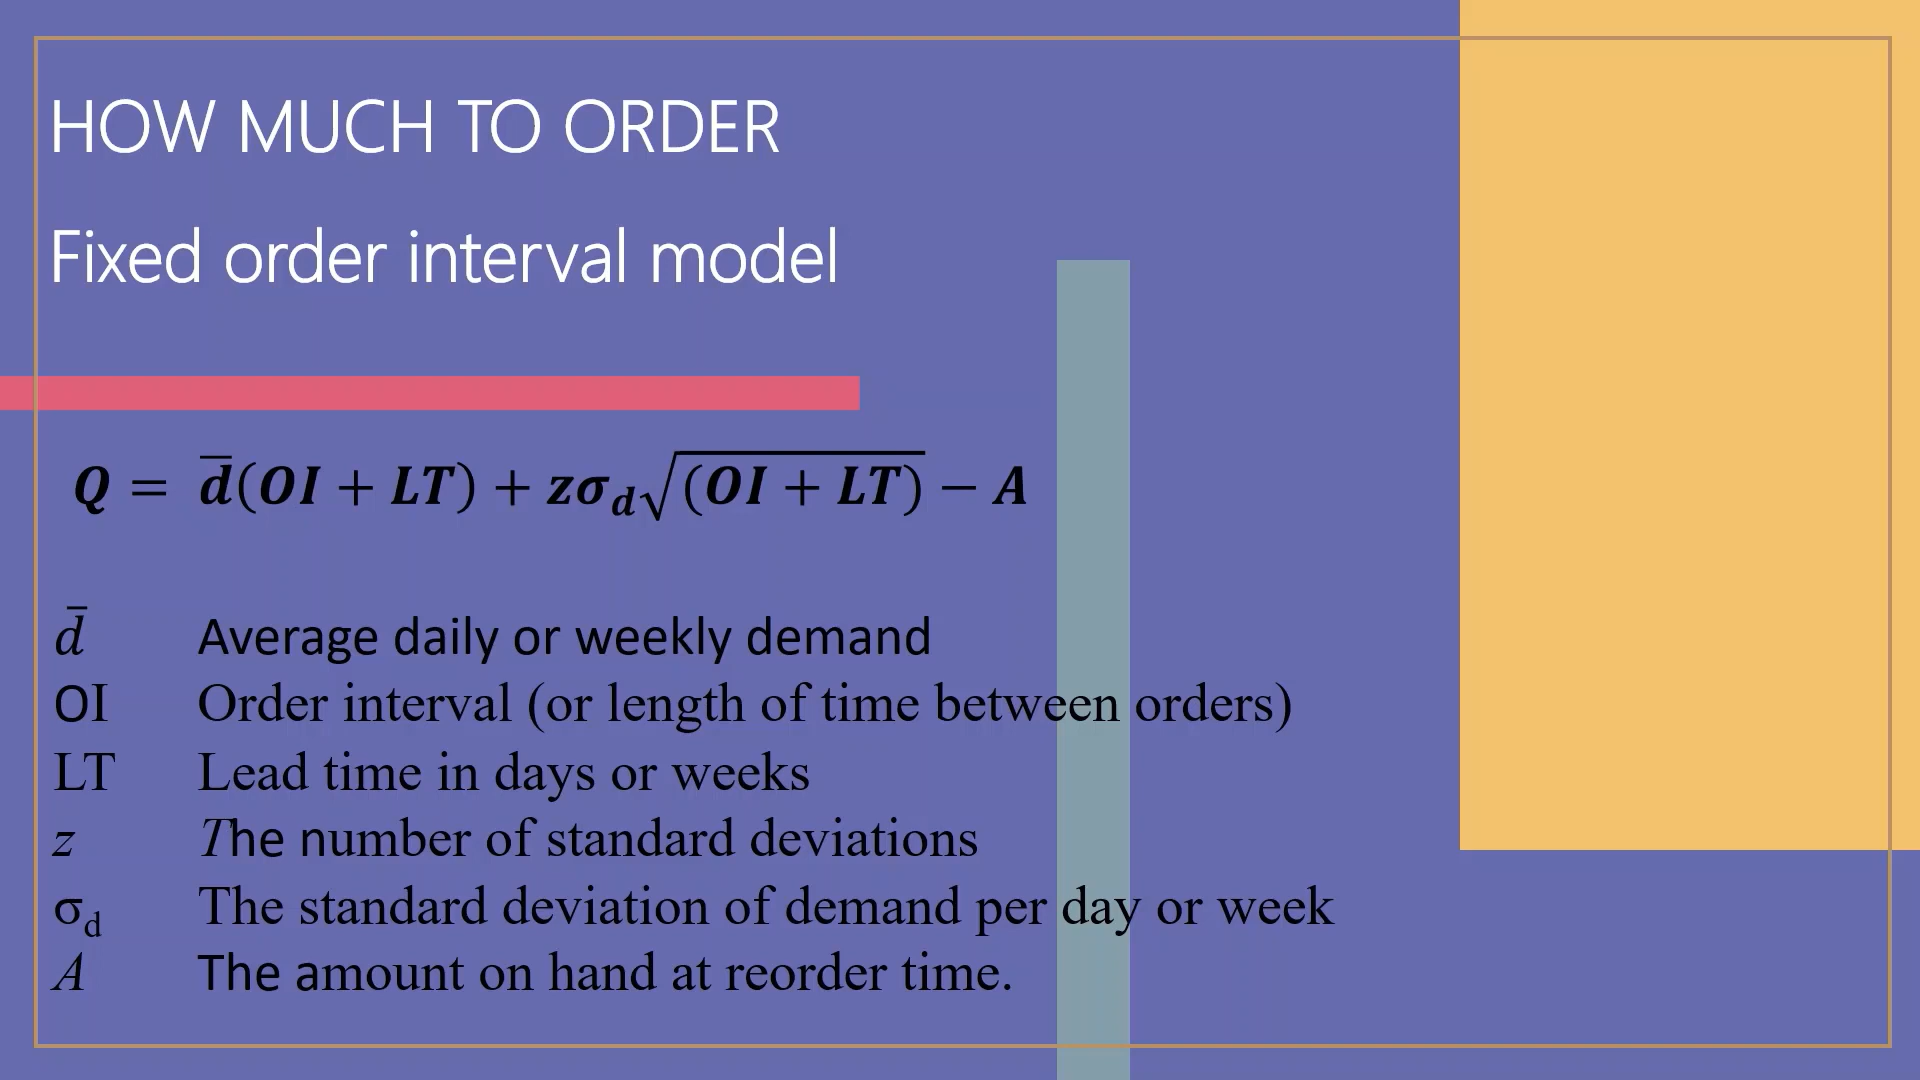 HOW MUCH TO ORDER
Fixed order interval model
Q = d̅(OI + LT) + zσ_d√(OI + LT) − A
d̅ Average daily or weekly demand
OI Order interval (or length of time between orders)
LT Lead time in days or weeks
z The number of standard deviations
σ_d The standard deviation of demand per day or week
A The amount on hand at reorder time.